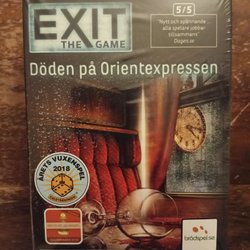 EXIT
THE GAME
5/5
"Nytt och spännande
alla spelare jobbar
tillsammans"
Dagen.se
Döden på Orientexpressen
ÅRETS VUXENSPEL
2018
brädspel.se